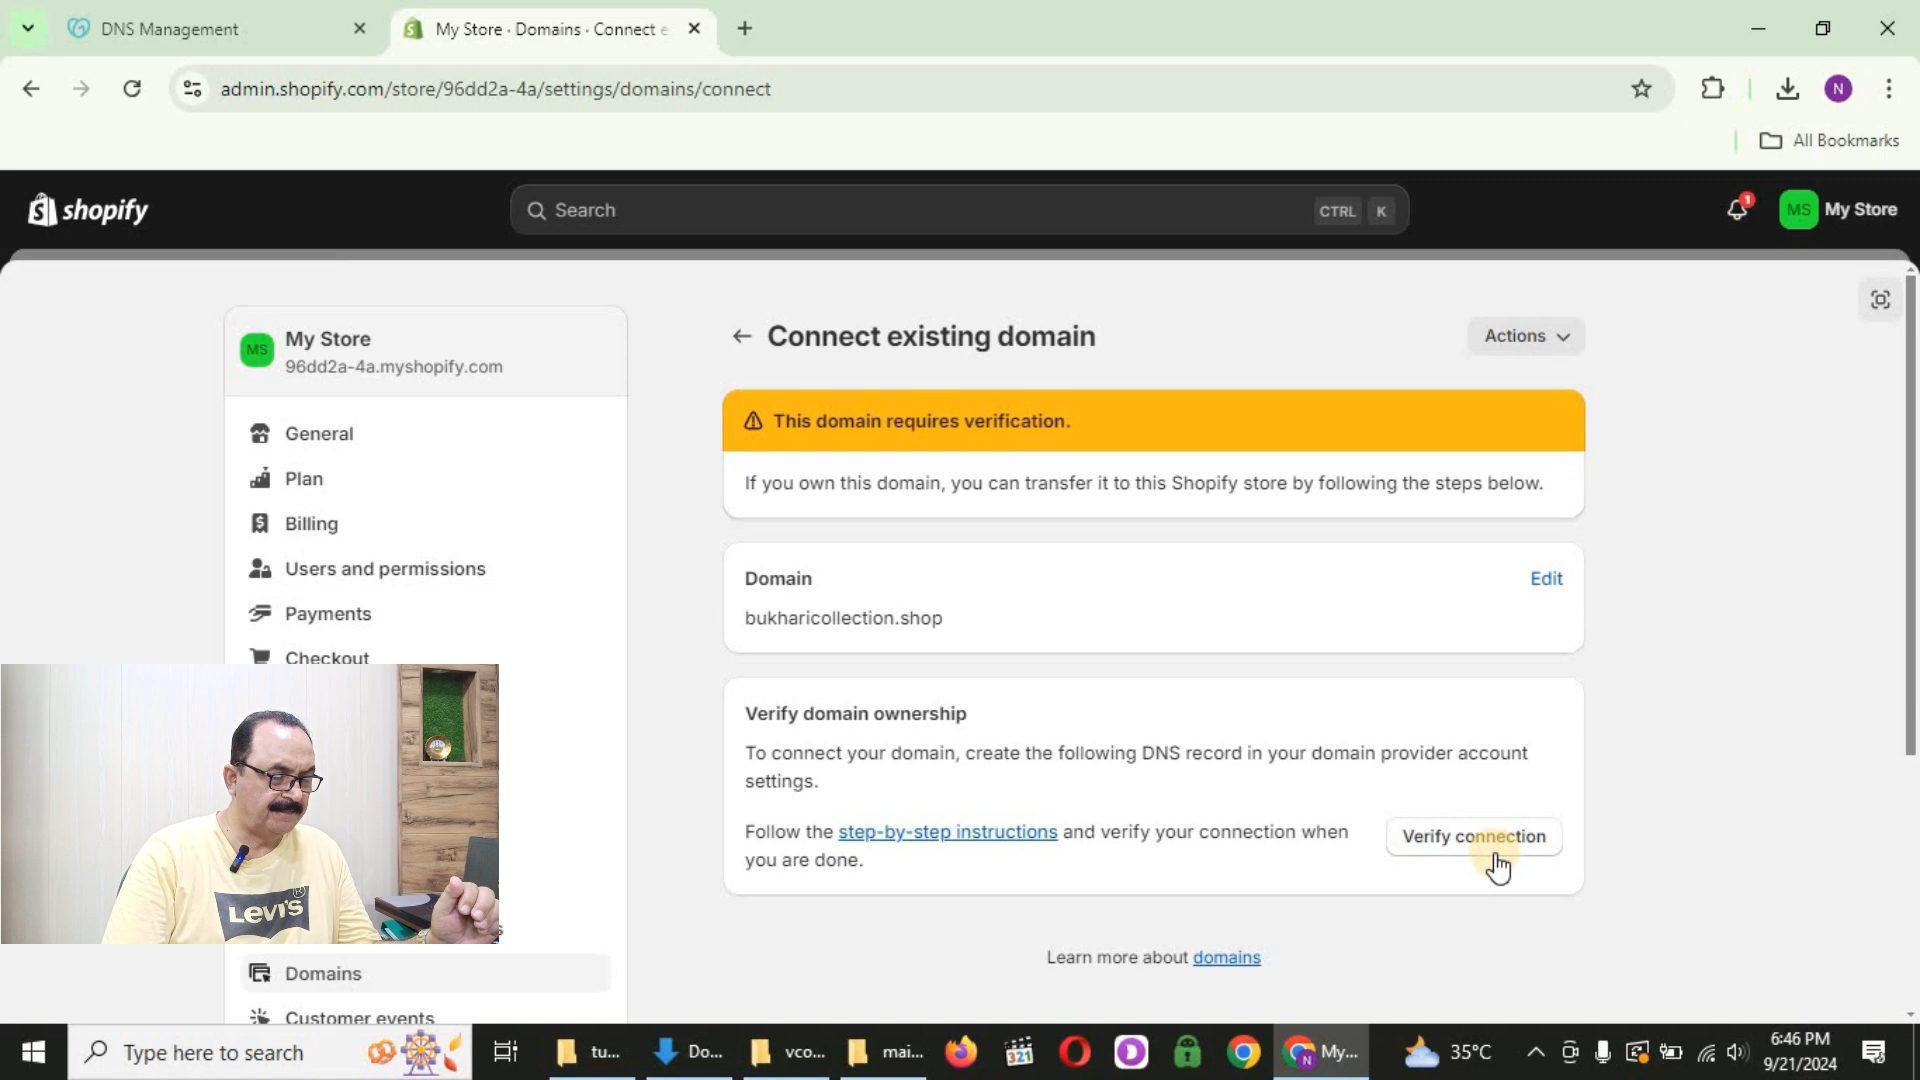 DNS Management
My Store · Domains · Connect e
admin.shopify.com/store/96dd2a-4a/settings/domains/connect
N
All Bookmarks
shopify
Search
CTRL K
1
MS My Store
MS
My Store
96dd2a-4a.myshopify.com
General
Plan
Billing
Users and permissions
Payments
Checkout
Domains
Customer events
Connect existing domain
Actions
This domain requires verification.
If you own this domain, you can transfer it to this Shopify store by following the steps below.
Domain
Edit
bukharicollection.shop
Verify domain ownership
To connect your domain, create the following DNS record in your domain provider account
settings.
Follow the step-by-step instructions and verify your connection when
you are done.
Verify connection
Learn more about domains
LEVI'S
Type here to search
tu...
Do...
vco...
mai...
321
My...
35°C
6:46 PM
9/21/2024